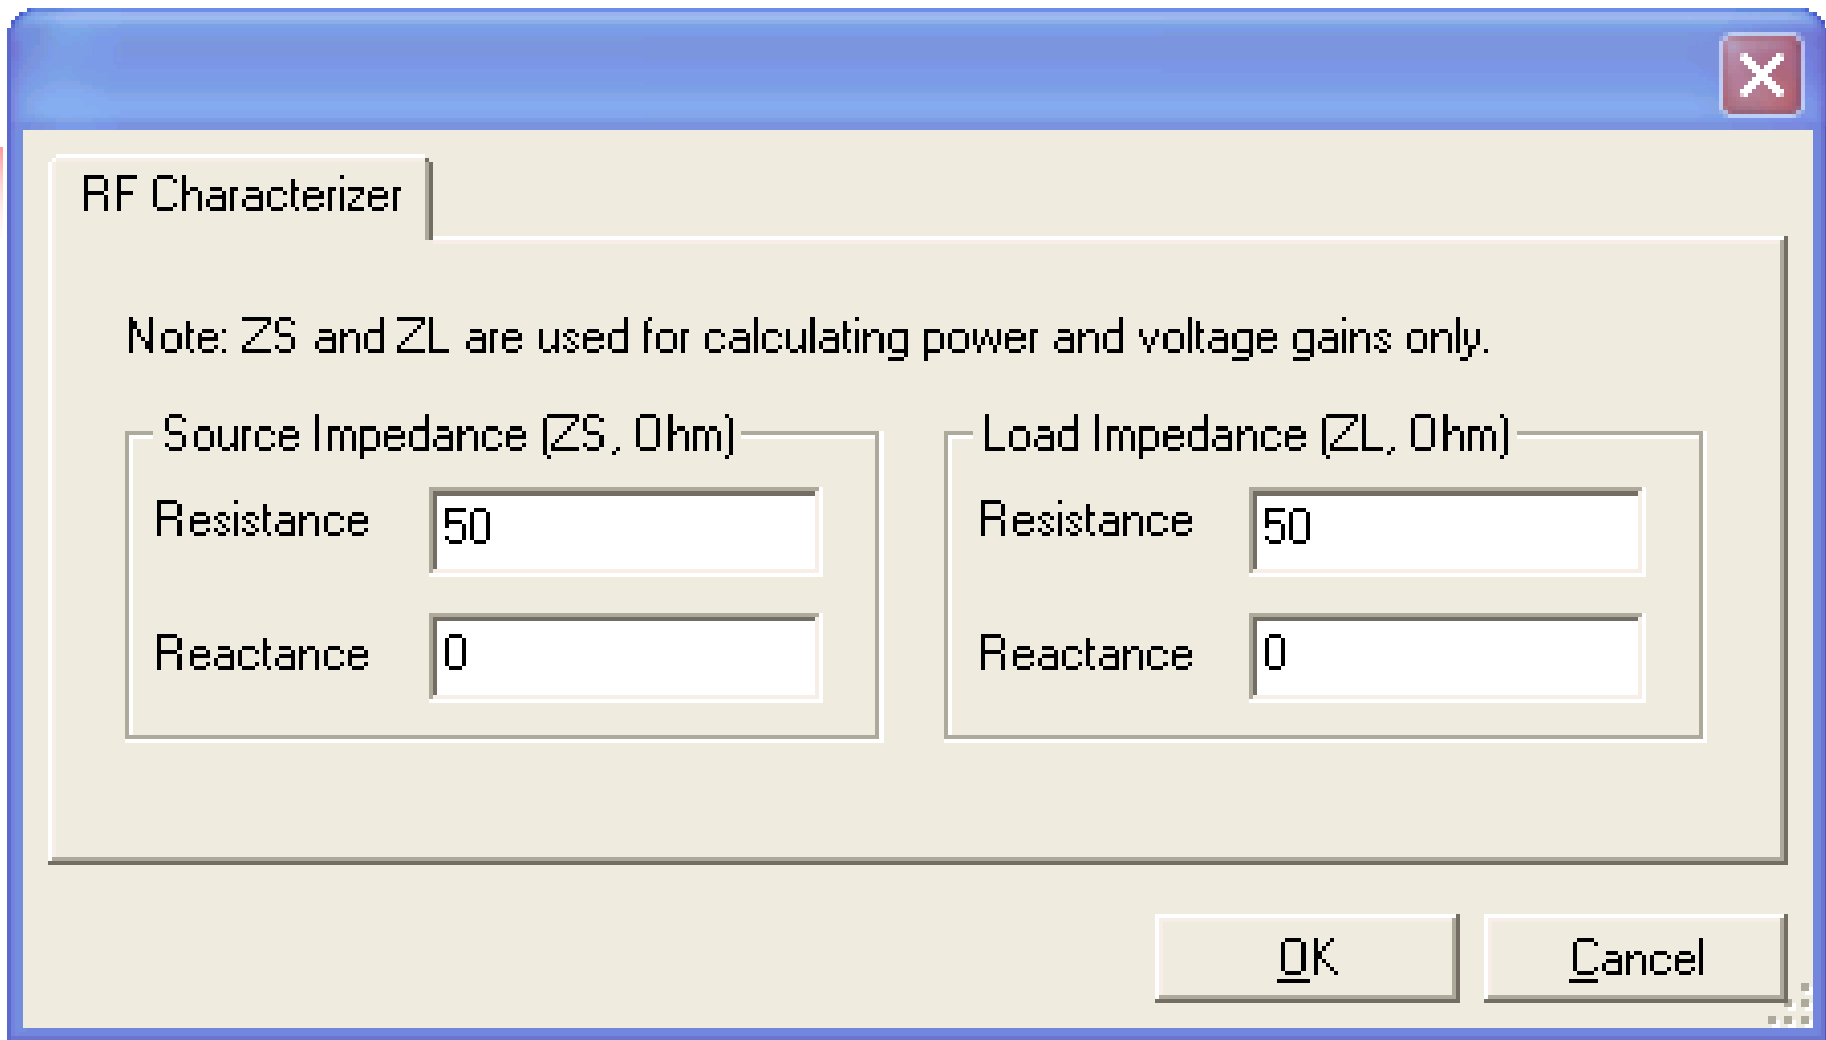 RF Characterizer
Note: ZS and ZL are used for calculating power and voltage gains only.
Source Impedance (ZS, Ohm)
Resistance 50
Reactance 0
Load Impedance (ZL, Ohm)
Resistance 50
Reactance 0
OK Cancel